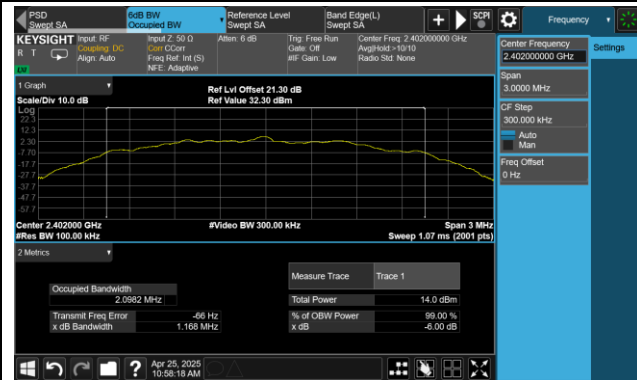 PSD
Swept SA
6dB BW
Occupied BW
Reference Level
Swept SA
Band Edge(L)
Swept SA
SCPI
Frequency
KEYSIGHT
R T
Input: RF
Coupling: DC
Align: Auto
Input Z: 50 Ω
Corr CCorr
Freq Ref: Int (S)
NFE: Adaptive
Atten: 6 dB
Trig: Free Run
Gate: Off
#IF Gain: Low
Center Freq: 2.402000000 GHz
Avg|Hold:>10/10
Radio Std: None
Center Frequency
2.402000000 GHz
Settings
Span
3.0000 MHz
CF Step
300.000 kHz
Auto
Man
Freq Offset
0 Hz
1 Graph
Scale/Div 10.0 dB
Ref Lvl Offset 21.30 dB
Ref Value 32.30 dBm
Log
22.3
12.3
2.30
-7.70
-17.7
-27.7
-37.7
-47.7
-57.7
Center 2.402000 GHz
#Res BW 100.00 kHz
#Video BW 300.00 kHz
Span 3 MHz
Sweep 1.07 ms (2001 pts)
2 Metrics
Measure Trace
Trace 1
Occupied Bandwidth
2.0982 MHz
Total Power
14.0 dBm
Transmit Freq Error
-66 Hz
% of OBW Power
99.00 %
x dB Bandwidth
1.168 MHz
x dB
-6.00 dB
Apr 25, 2025
10:58:18 AM